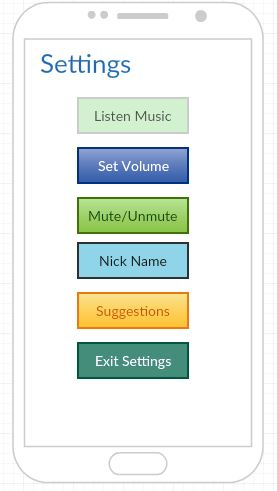 Settings
Listen Music
Set Volume
Mute/Unmute
Nick Name
Suggestions
Exit Settings